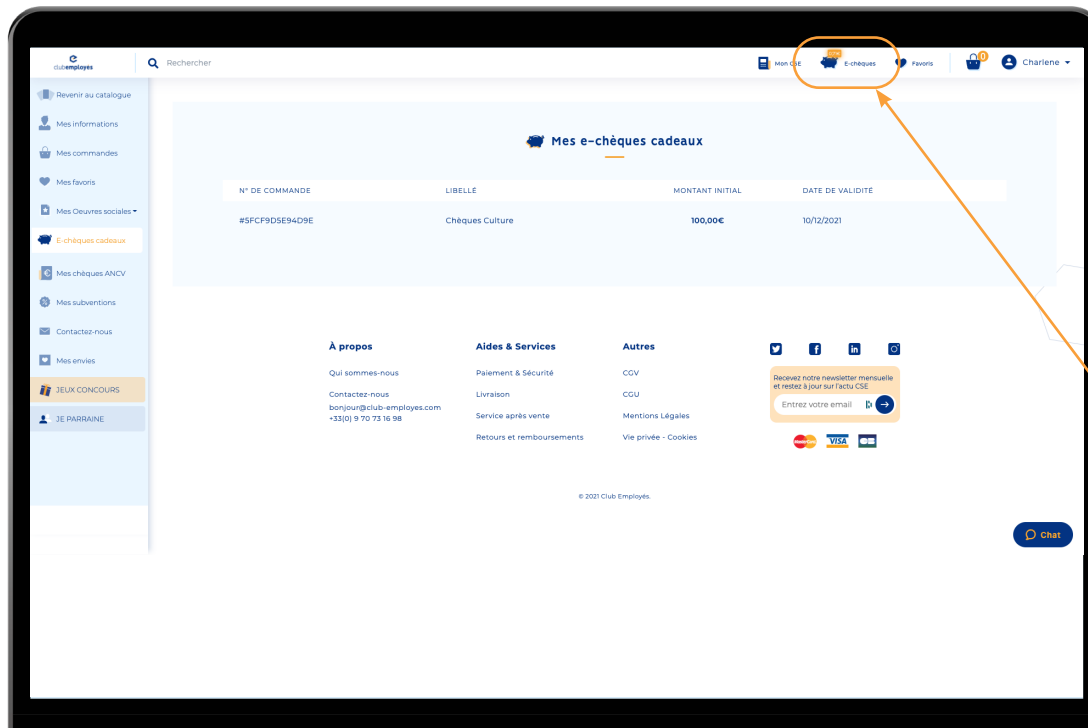 clubemployés
Rechercher
Mon CSE
E-chèques
Favoris
0
Charlene
Revenir au catalogue
Mes informations
Mes commandes
Mes favoris
Mes Oeuvres sociales
E-chèques cadeaux
Mes chèques ANCV
Mes subventions
Contactez-nous
Mes envies
JEUX CONCOURS
JE PARRAINE
Mes e-chèques cadeaux
N° DE COMMANDE LIBELLÉ MONTANT INITIAL DATE DE VALIDITÉ
#5FCF9D5E94D9E Chèques Culture 100,00€ 10/12/2021
À propos
Qui sommes-nous
Contactez-nous
bonjour@club-employes.com
+33(0) 9 70 73 16 98
Aides & Services
Paiement & Sécurité
Livraison
Service après vente
Retours et remboursements
Autres
CGV
CGU
Mentions Légales
Vie privée - Cookies
Recevez notre newsletter mensuelle
et restez à jour sur l'actu CSE
Entrez votre email
MasterCard
VISA
© 2021 Club Employés.
Chat